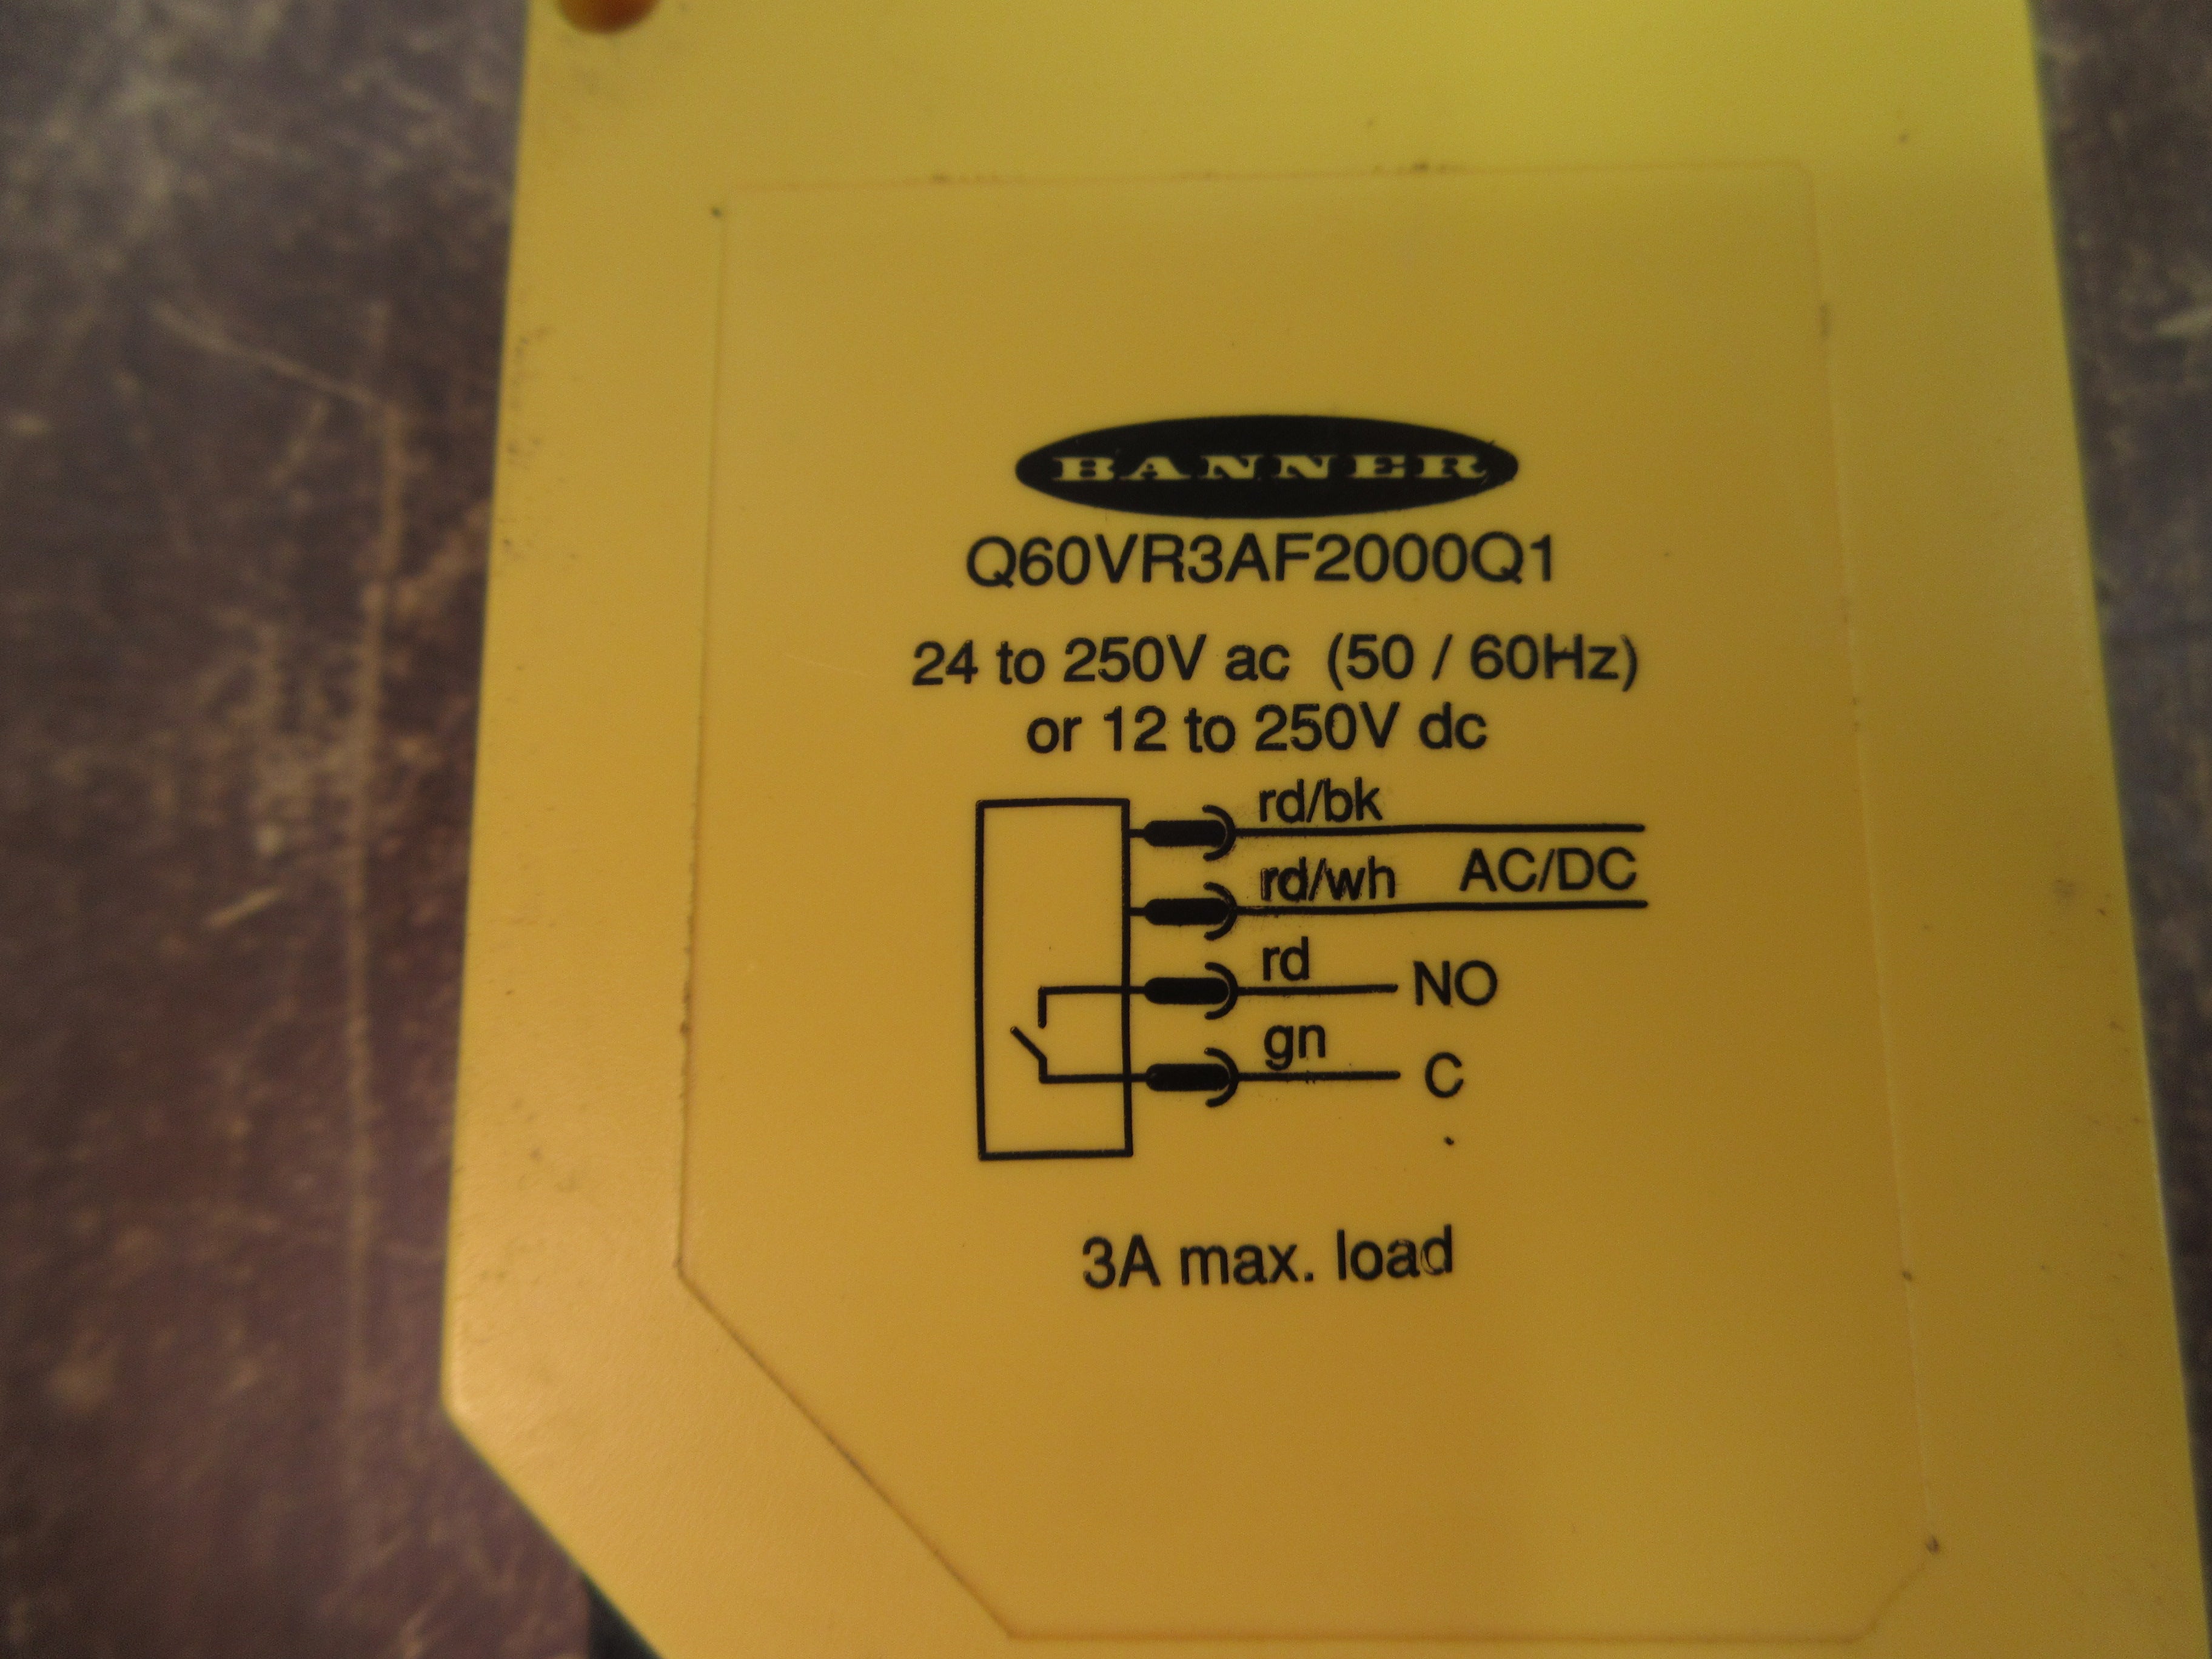 BANNER
Q60VR3AF2000Q1
24 to 250V ac (50 / 60Hz)
or 12 to 250V dc
rd/bk
rd/wh AC/DC
rd NO
gn C
3A max. load